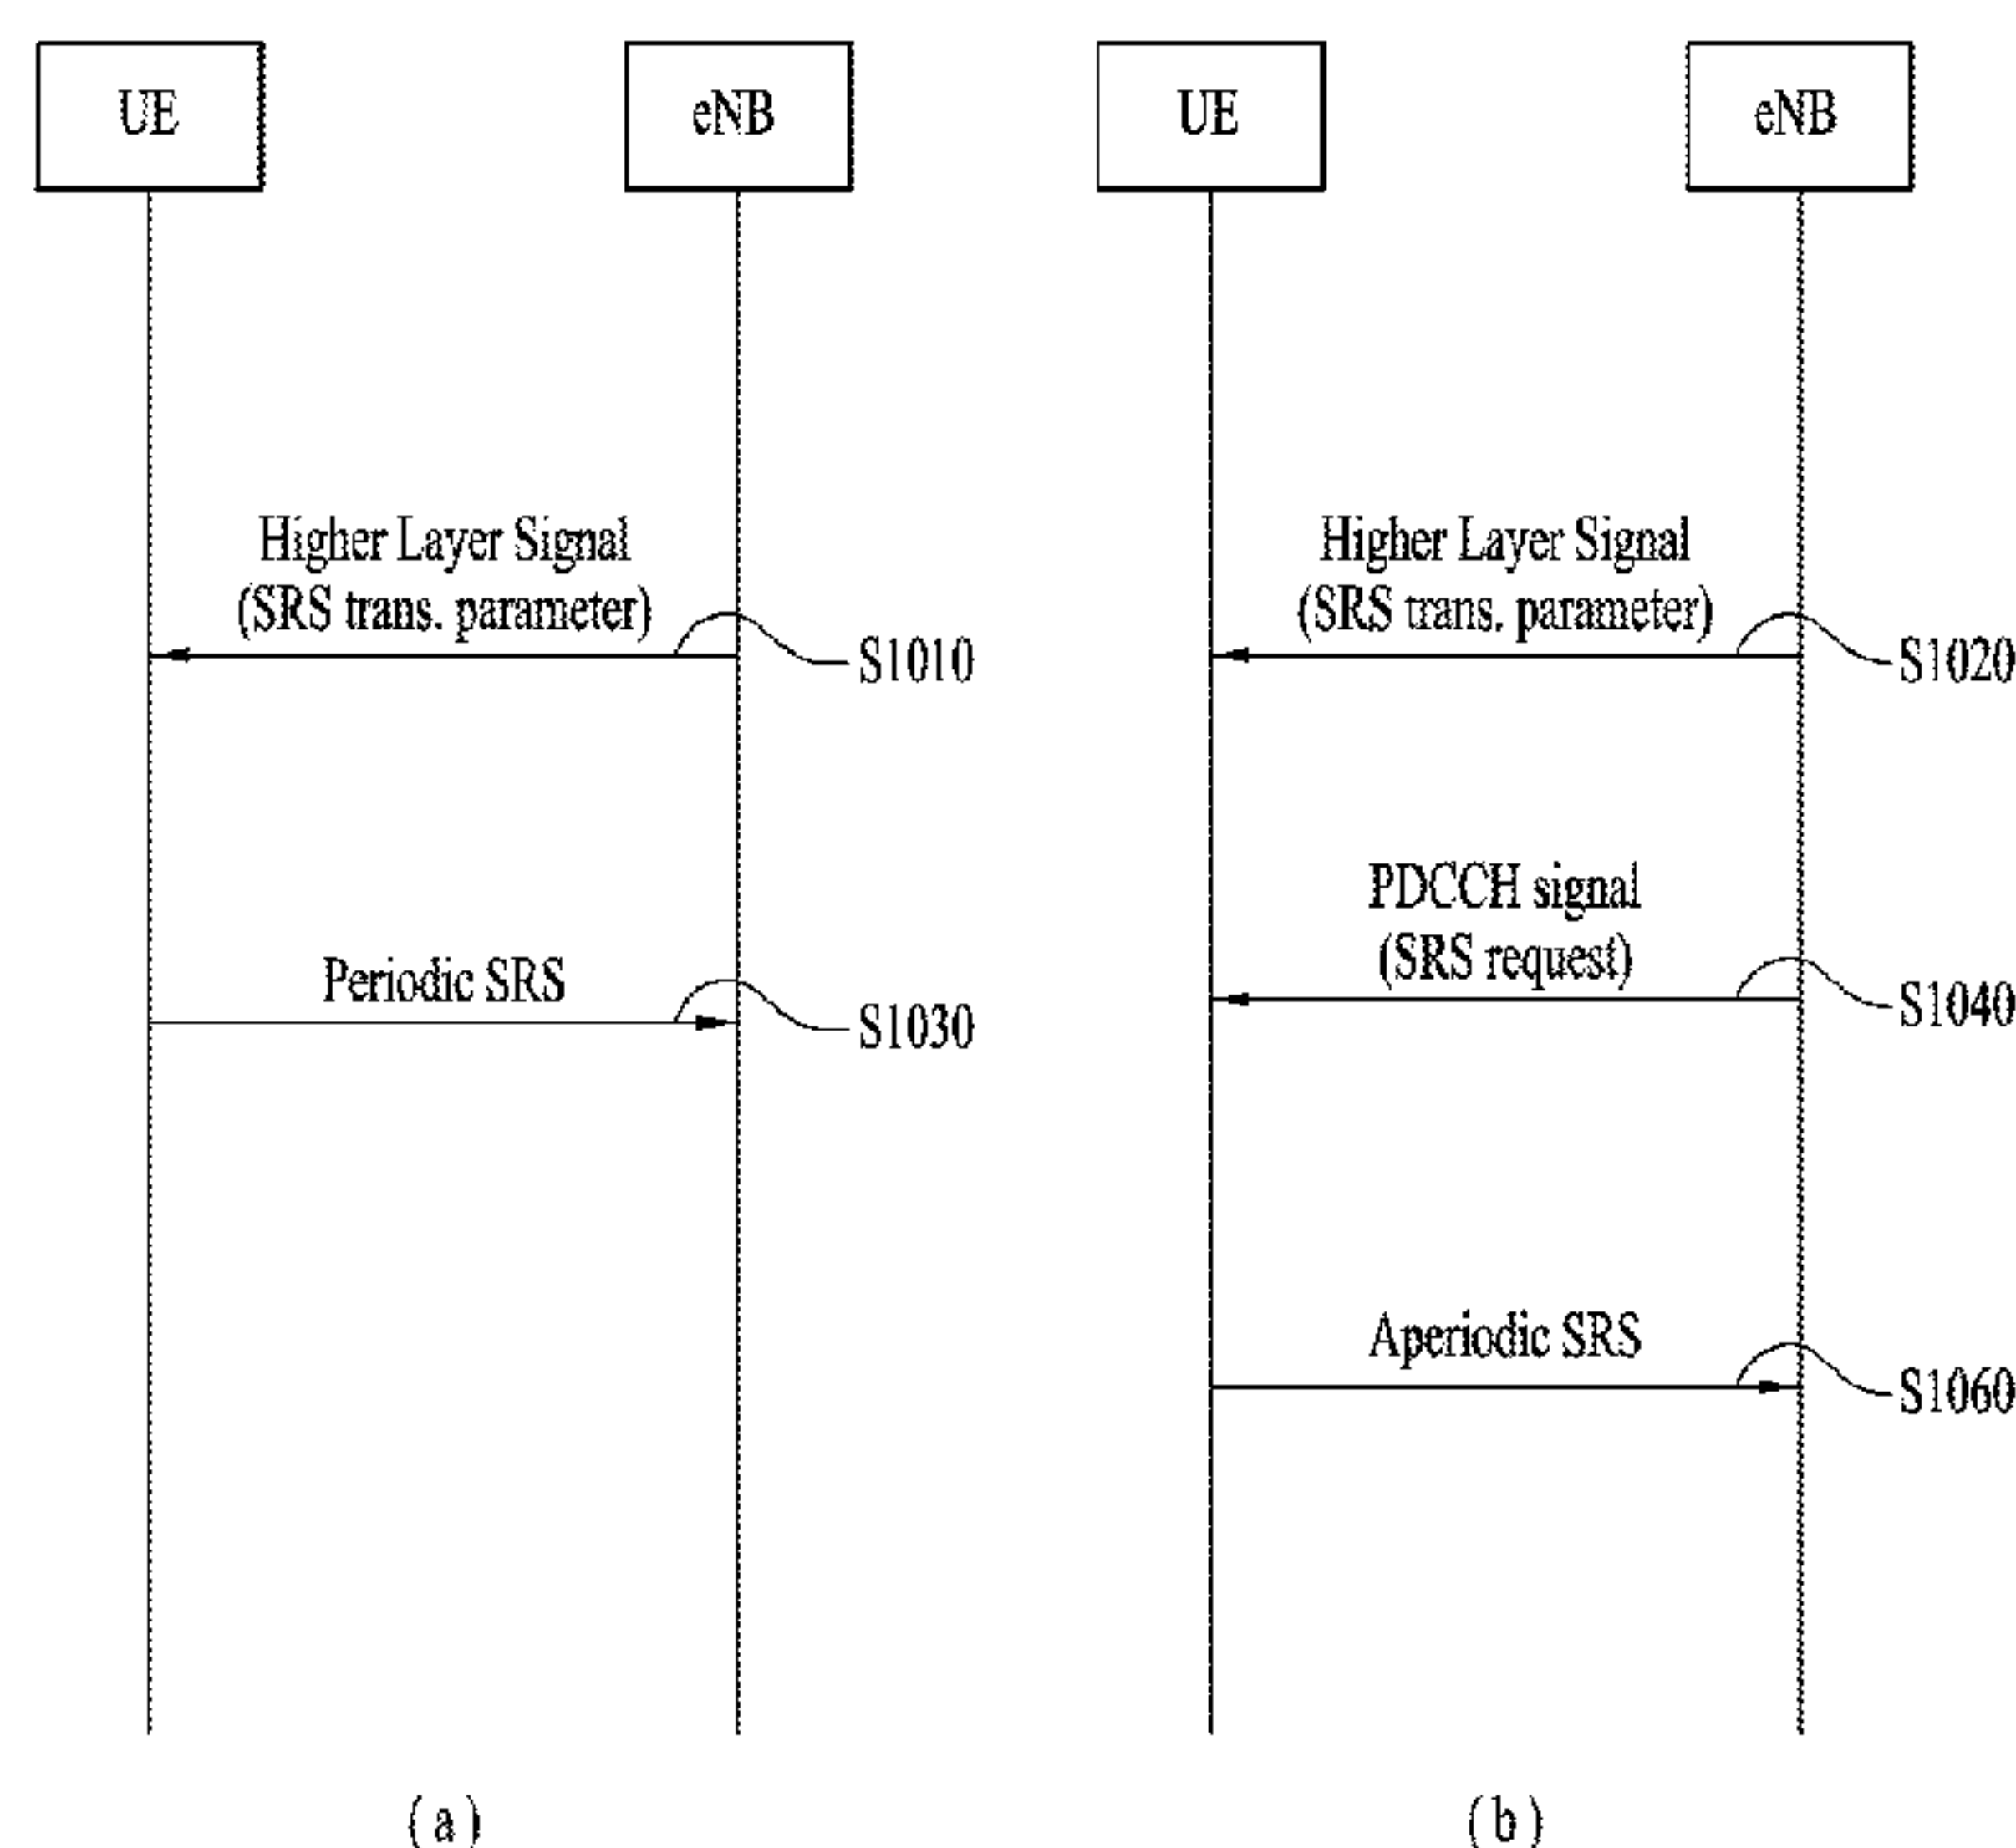 UE
eNB
Higher Layer Signal
(SRS trans. parameter)
S1010
Periodic SRS
S1030
(a)
UE
eNB
Higher Layer Signal
(SRS trans. parameter)
S1020
PDCCH signal
(SRS request)
S1040
Aperiodic SRS
S1060
(b)